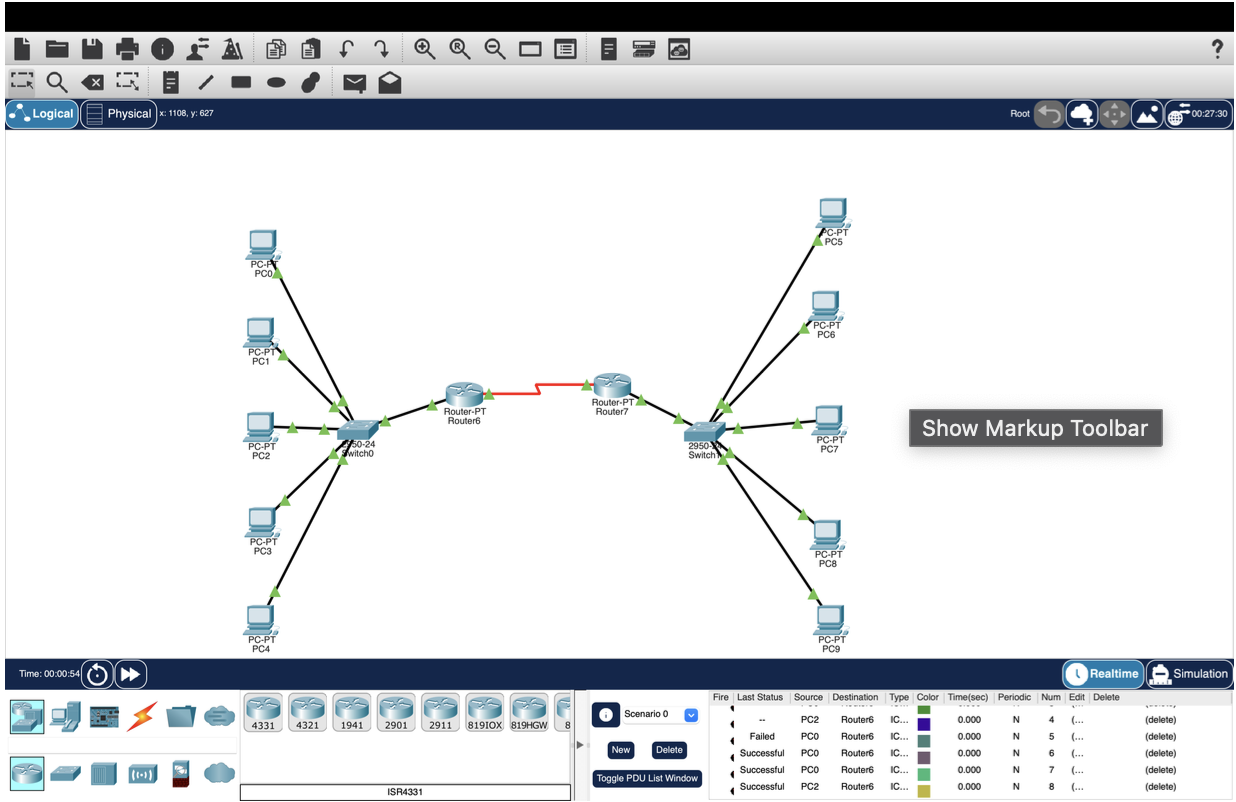 Logical Physical x: 1108, y: 627 Root 00:27:30
PC-PT
PC0
PC-PT
PC1
PC-PT
PC2
PC-PT
PC3
PC-PT
PC4
2950-24
Switch0
Router-PT
Router6
Router-PT
Router7
2950-24
Switch1
PC-PT
PC5
PC-PT
PC6
PC-PT
PC7
PC-PT
PC8
PC-PT
PC9
Show Markup Toolbar
Time: 00:00:54 Realtime Simulation
4331 4321 1941 2901 2911 819IOX 819HGW 8
ISR4331
Scenario 0
New Delete
Toggle PDU List Window
Fire Last Status Source Destination Type Color Time(sec) Periodic Num Edit Delete
-- PC2 Router6 IC... 0.000 N 4 (... (delete)
Failed PC0 Router6 IC... 0.000 N 5 (... (delete)
Successful PC0 Router6 IC... 0.000 N 6 (... (delete)
Successful PC0 Router6 IC... 0.000 N 7 (... (delete)
Successful PC2 Router6 IC... 0.000 N 8 (... (delete)